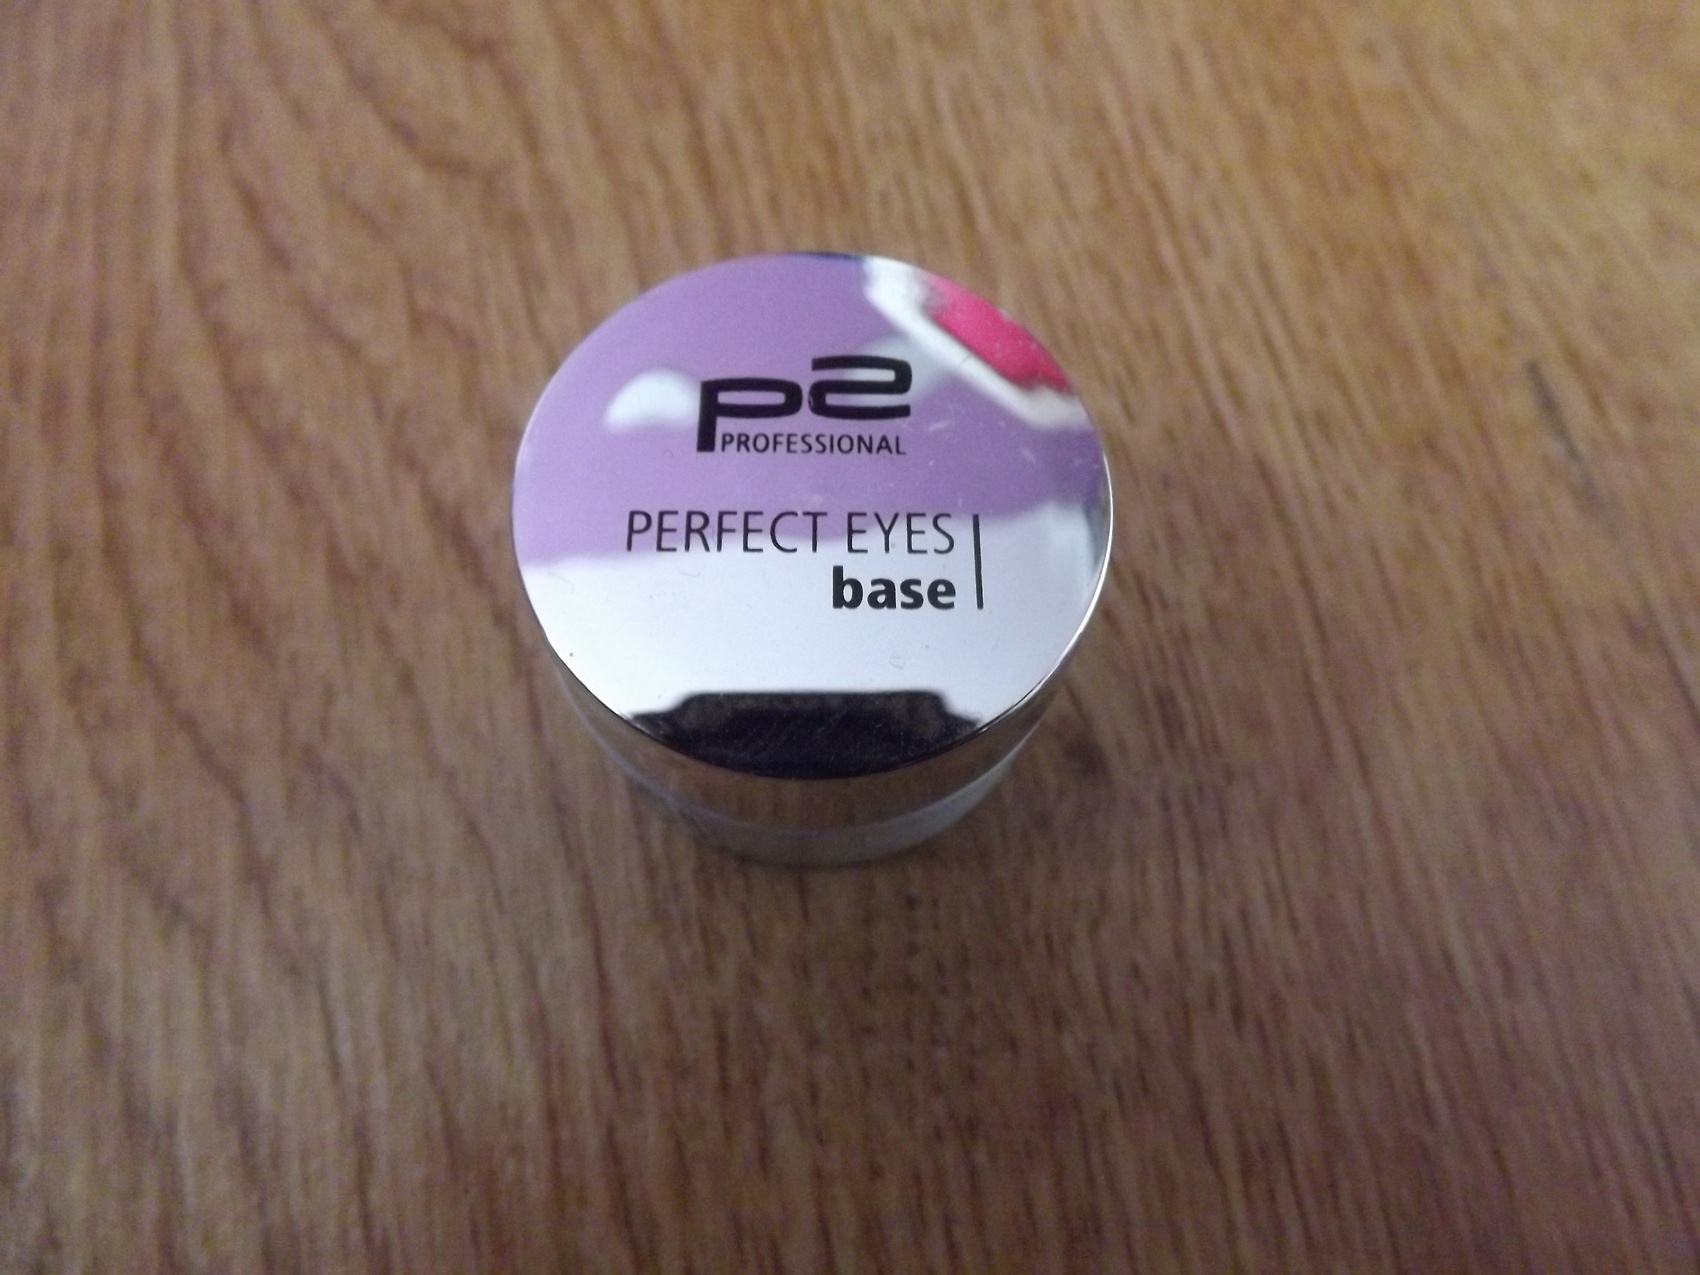 p2
PROFESSIONAL
PERFECT EYES
base